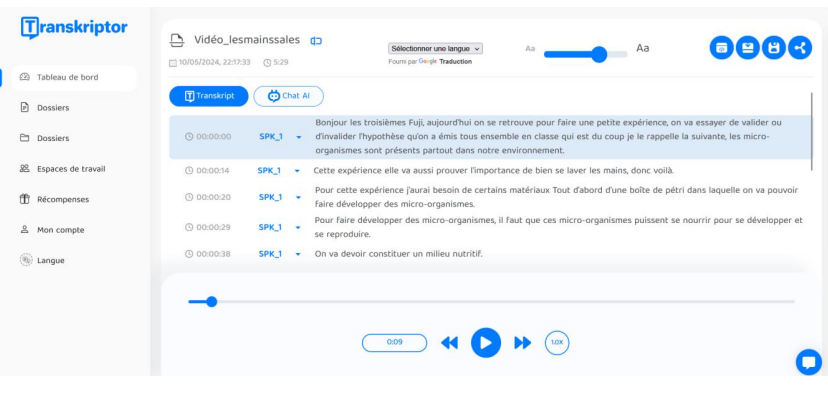 Transkriptor
Tableau de bord
Dossiers
Dossiers
Espaces de travail
Récompenses
Mon compte
Langue
Vidéo_lesmainssales
10/05/2024, 22:17:33 5:29
Sélectionner une langue
Fourni par Google Traduction
Aa Aa
Transkript Chat AI
00:00:00 SPK_1
Bonjour les troisièmes Fuji, aujourd'hui on se retrouve pour faire une petite expérience, on va essayer de valider ou
d'invalider l'hypothèse qu'on a émis tous ensemble en classe qui est du coup je le rappelle la suivante, les micro-
organismes sont présents partout dans notre environnement.
00:00:14 SPK_1 Cette expérience elle va aussi prouver l'importance de bien se laver les mains, donc voilà.
00:00:20 SPK_1
Pour cette expérience j'aurai besoin de certains matériaux Tout d'abord d'une boîte de pétri dans laquelle on va pouvoir
faire développer des micro-organismes.
00:00:29 SPK_1
Pour faire développer des micro-organismes, il faut que ces micro-organismes puissent se nourrir pour se développer et
se reproduire.
00:00:38 SPK_1 On va devoir constituer un milieu nutritif.
0:09 1.0X